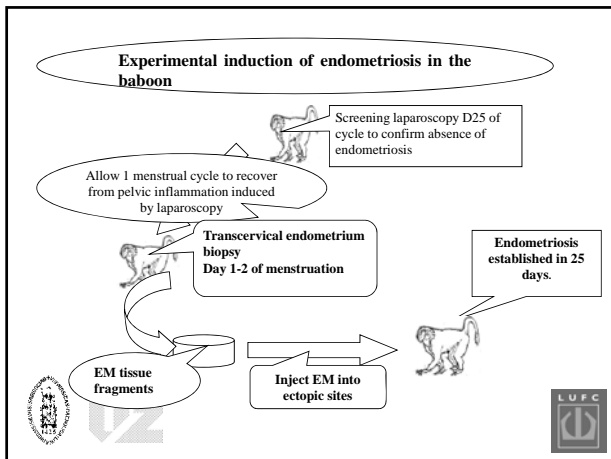 Experimental induction of endometriosis in the
baboon
Screening laparoscopy D25 of
cycle to confirm absence of
endometriosis
Allow 1 menstrual cycle to recover
from pelvic inflammation induced
by laparoscopy
Transcervical endometrium
biopsy
Day 1-2 of menstruation
Endometriosis
established in 25
days.
EM tissue
fragments
Inject EM into
ectopic sites
1425
LUFC